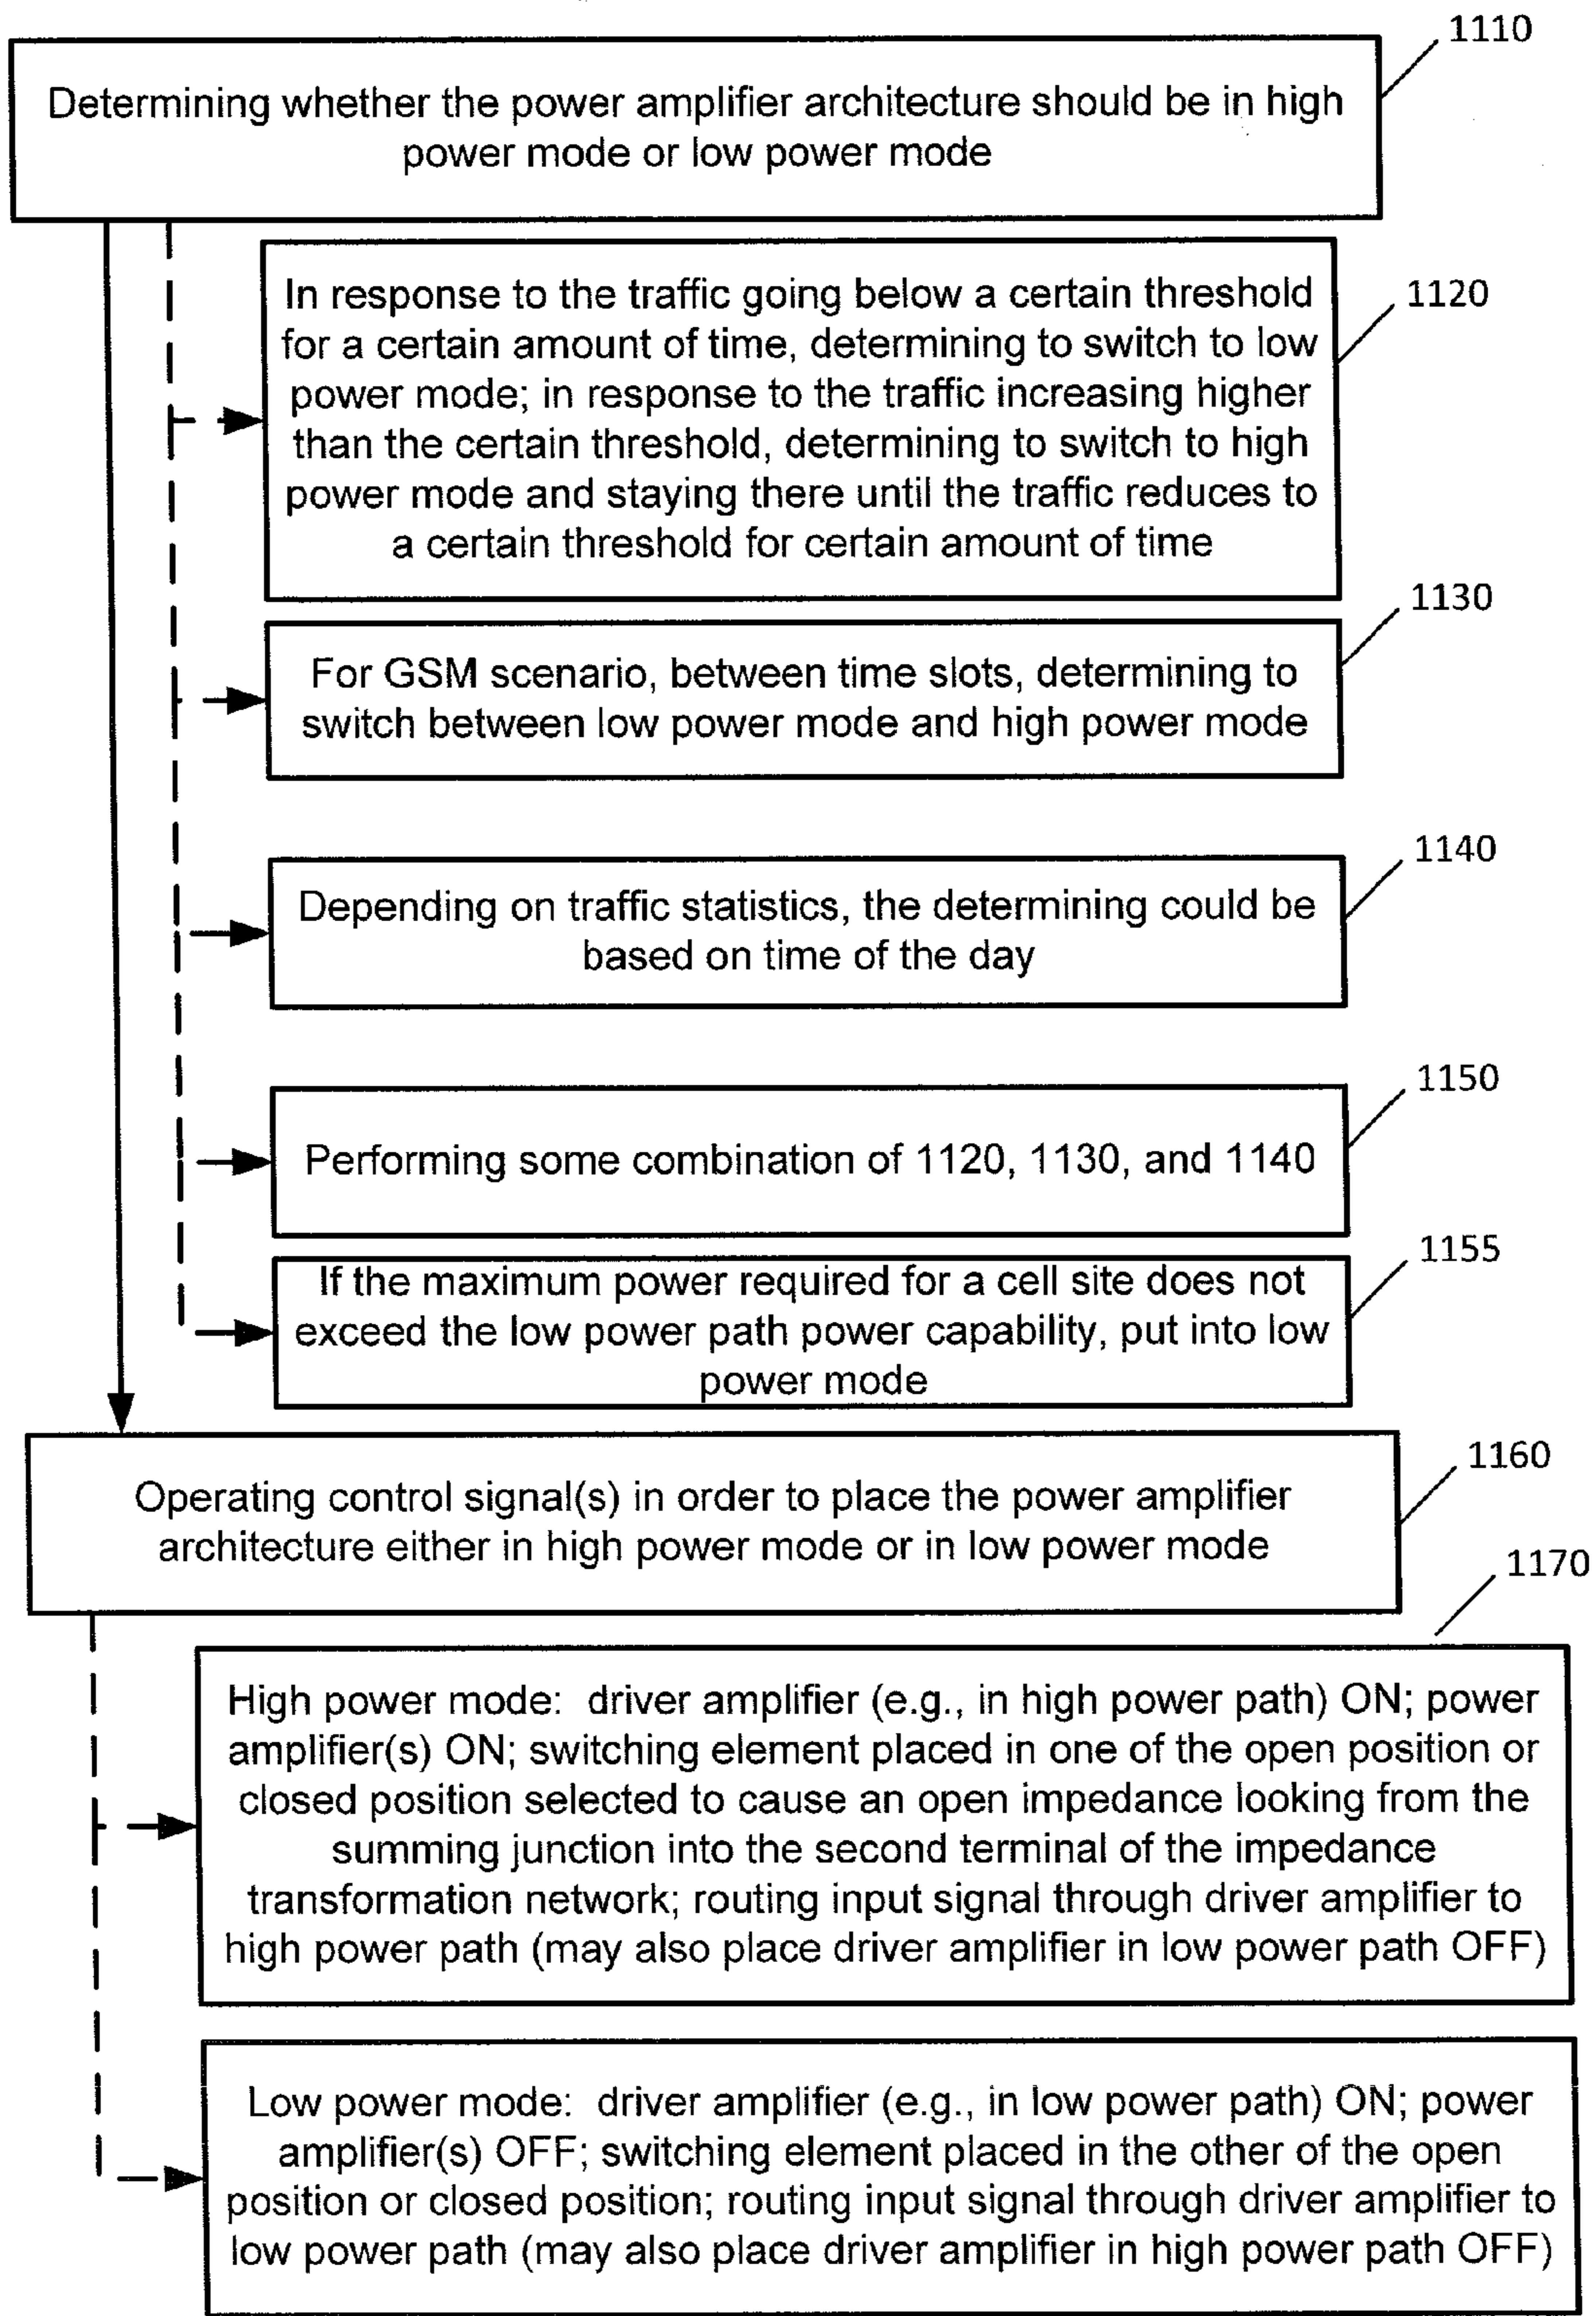 1110
Determining whether the power amplifier architecture should be in high
power mode or low power mode
1120
In response to the traffic going below a certain threshold
for a certain amount of time, determining to switch to low
power mode; in response to the traffic increasing higher
than the certain threshold, determining to switch to high
power mode and staying there until the traffic reduces to
a certain threshold for certain amount of time
1130
For GSM scenario, between time slots, determining to
switch between low power mode and high power mode
1140
Depending on traffic statistics, the determining could be
based on time of the day
1150
Performing some combination of 1120, 1130, and 1140
1155
If the maximum power required for a cell site does not
exceed the low power path power capability, put into low
power mode
1160
Operating control signal(s) in order to place the power amplifier
architecture either in high power mode or in low power mode
1170
High power mode: driver amplifier (e.g., in high power path) ON; power
amplifier(s) ON; switching element placed in one of the open position or
closed position selected to cause an open impedance looking from the
summing junction into the second terminal of the impedance
transformation network; routing input signal through driver amplifier to
high power path (may also place driver amplifier in low power path OFF)
Low power mode: driver amplifier (e.g., in low power path) ON; power
amplifier(s) OFF; switching element placed in the other of the open
position or closed position; routing input signal through driver amplifier to
low power path (may also place driver amplifier in high power path OFF)